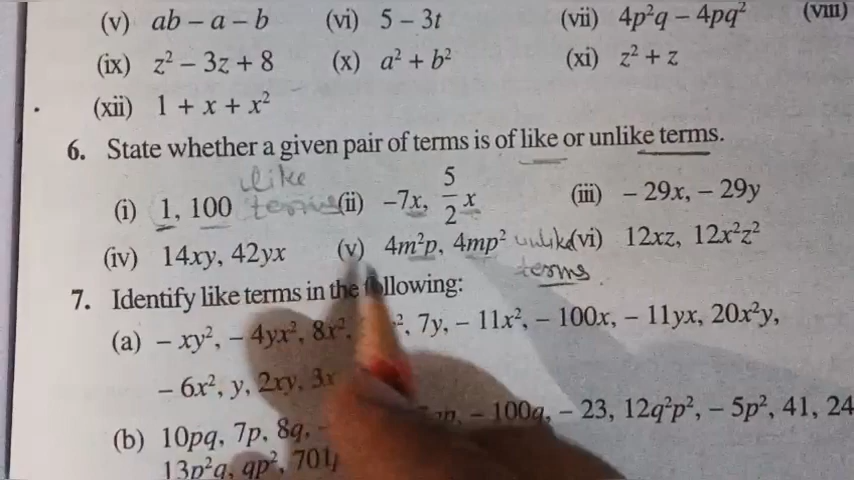 (v) ab – a – b (vi) 5 – 3t (vii) 4p²q – 4pq² (viii)
(ix) z² – 3z + 8 (x) a² + b² (xi) z² + z
(xii) 1 + x + x²
6. State whether a given pair of terms is of like or unlike terms.
(i) 1, 100 like terms (ii) –7x, 5/2 x (iii) – 29x, – 29y
(iv) 14xy, 42yx (v) 4m²p, 4mp² unlike terms (vi) 12xz, 12x²z²
7. Identify like terms in the following:
(a) – xy², – 4yx², 8x², 7y, – 11x², – 100x, – 11yx, 20x²y,
– 6x², y, 2xy, 3x
(b) 10pq, 7p, 8q, – 100q, – 23, 12q²p², – 5p², 41, 24
13p²q, qp², 701